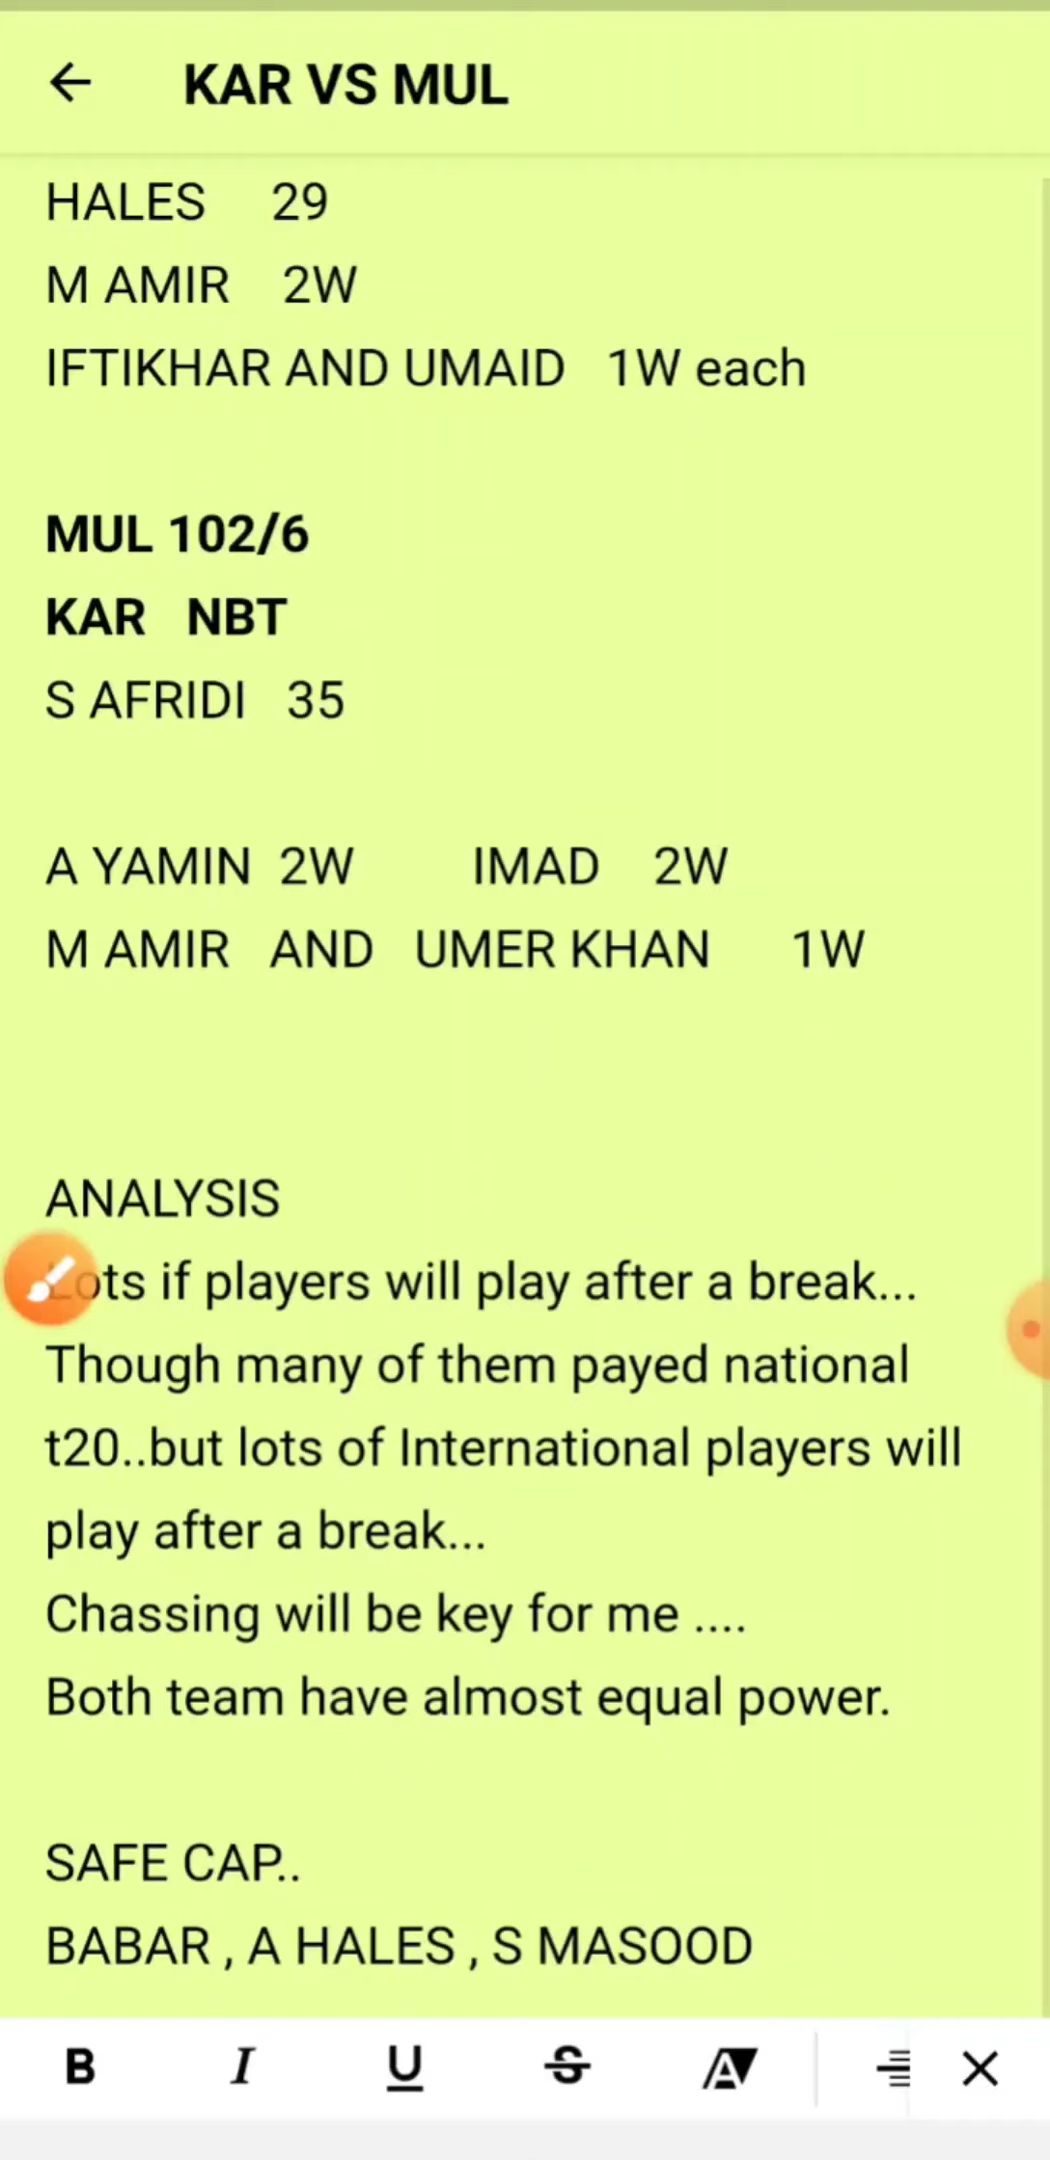 KAR VS MUL
HALES 29
M AMIR 2W
IFTIKHAR AND UMAID 1W each
MUL 102/6
KAR NBT
S AFRIDI 35
A YAMIN 2W IMAD 2W
M AMIR AND UMER KHAN 1W
ANALYSIS
Lots if players will play after a break...
Though many of them payed national
t20..but lots of International players will
play after a break...
Chassing will be key for me ....
Both team have almost equal power.
SAFE CAP..
BABAR , A HALES , S MASOOD
B I U S A